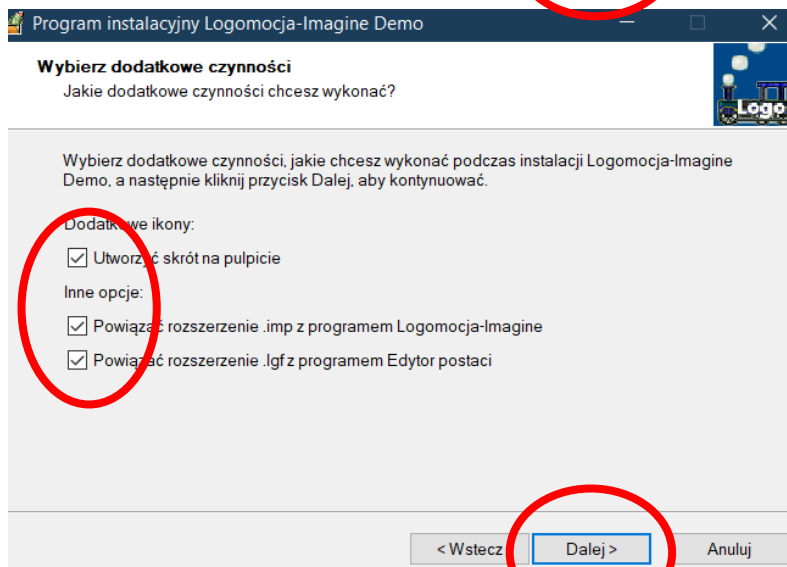 Program instalacyjny Logomocja-Imagine Demo
Wybierz dodatkowe czynności
Jakie dodatkowe czynności chcesz wykonać?
Logo
Wybierz dodatkowe czynności, jakie chcesz wykonać podczas instalacji Logomocja-Imagine
Demo, a następnie kliknij przycisk Dalej, aby kontynuować.
Dodatkowe ikony:
Utworzyć skrót na pulpicie
Inne opcje:
Powiązać rozszerzenie .imp z programem Logomocja-Imagine
Powiązać rozszerzenie .lgf z programem Edytor postaci
< Wstecz Dalej > Anuluj